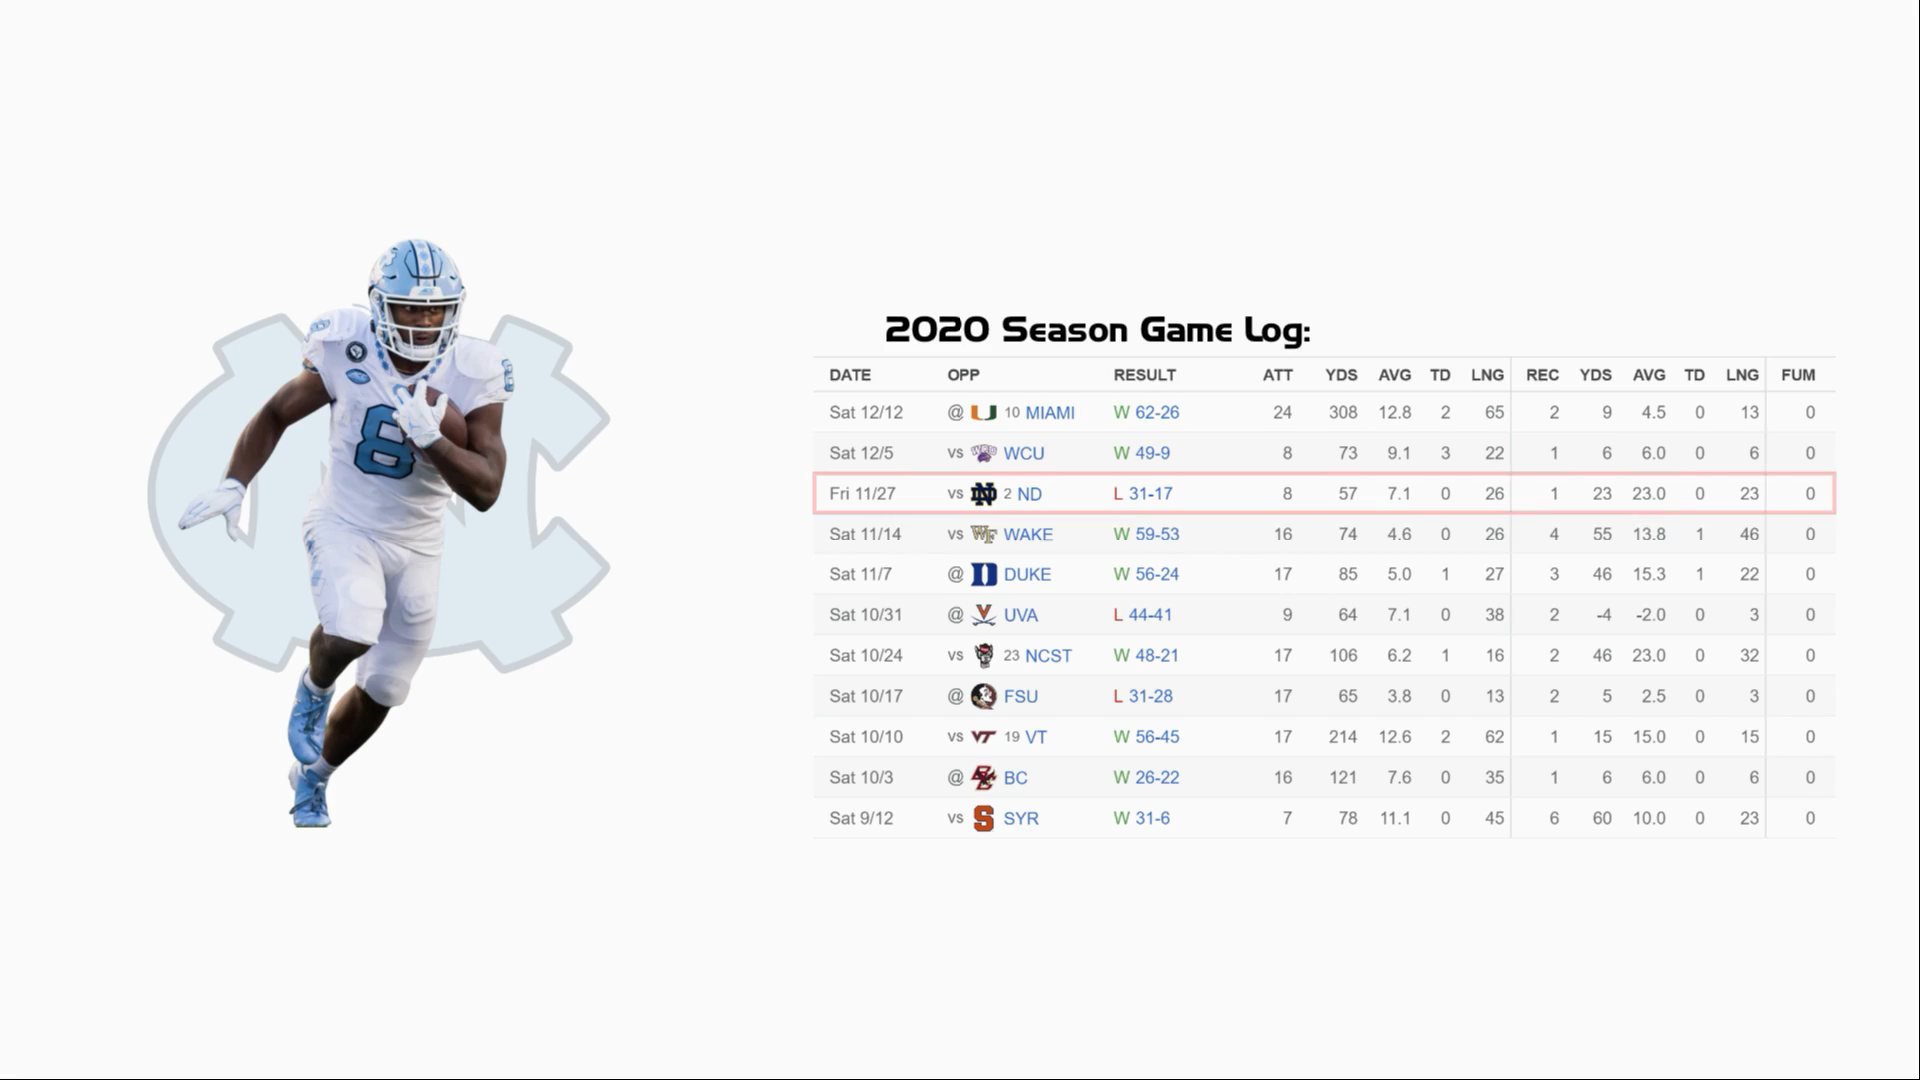 2020 Season Game Log:
DATE OPP RESULT ATT YDS AVG TD LNG REC YDS AVG TD LNG FUM
Sat 12/12 @ 10 MIAMI W 62-26 24 308 12.8 2 65 2 9 4.5 0 13 0
Sat 12/5 vs WCU W 49-9 8 73 9.1 3 22 1 6 6.0 0 6 0
Fri 11/27 vs 2 ND L 31-17 8 57 7.1 0 26 1 23 23.0 0 23 0
Sat 11/14 vs WAKE W 59-53 16 74 4.6 0 26 4 55 13.8 1 46 0
Sat 11/7 @ DUKE W 56-24 17 85 5.0 1 27 3 46 15.3 1 22 0
Sat 10/31 @ UVA L 44-41 9 64 7.1 0 38 2 -4 -2.0 0 3 0
Sat 10/24 vs 23 NCST W 48-21 17 106 6.2 1 16 2 46 23.0 0 32 0
Sat 10/17 @ FSU L 31-28 17 65 3.8 0 13 2 5 2.5 0 3 0
Sat 10/10 vs 19 VT W 56-45 17 214 12.6 2 62 1 15 15.0 0 15 0
Sat 10/3 @ BC W 26-22 16 121 7.6 0 35 1 6 6.0 0 6 0
Sat 9/12 vs SYR W 31-6 7 78 11.1 0 45 6 60 10.0 0 23 0
8
8
8